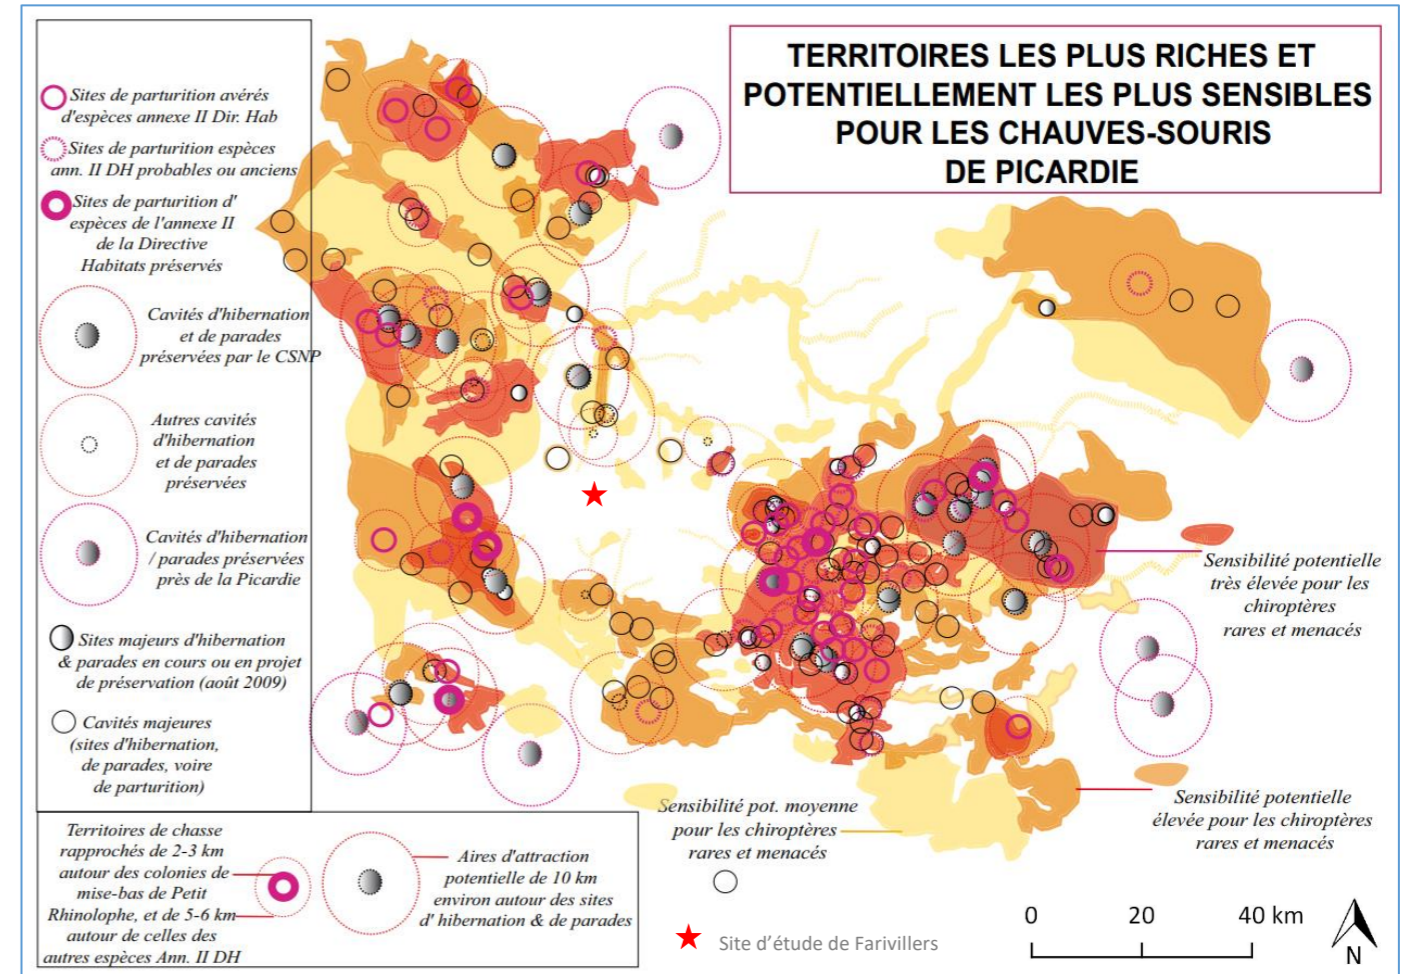 TERRITOIRES LES PLUS RICHES ET
POTENTIELLEMENT LES PLUS SENSIBLES
POUR LES CHAUVES-SOURIS
DE PICARDIE
Sites de parturition avérés
d'espèces annexe II Dir. Hab
Sites de parturition espèces
ann. II DH probables ou anciens
Sites de parturition d'
espèces de l'annexe II
de la Directive
Habitats préservés
Cavités d'hibernation
et de parades
préservées par le CSNP
Autres cavités
d'hibernation
et de parades
préservées
Cavités d'hibernation
/ parades préservées
près de la Picardie
Sites majeurs d'hibernation
& parades en cours ou en projet
de préservation (août 2009)
Cavités majeures
(sites d'hibernation,
de parades, voire
de parturition)
Territoires de chasse
rapprochés de 2-3 km
autour des colonies de
mise-bas de Petit
Rhinolophe, et de 5-6 km
autour de celles des
autres espèces Ann. II DH
Aires d'attraction
potentielle de 10 km
environ autour des sites
d' hibernation & de parades
Sensibilité potentielle
très élevée pour les
chiroptères
rares et menacés
Sensibilité pot. moyenne
pour les chiroptères
rares et menacés
Sensibilité potentielle
élevée pour les chiroptères
rares et menacés
Site d'étude de Farivillers
0 20 40 km
N